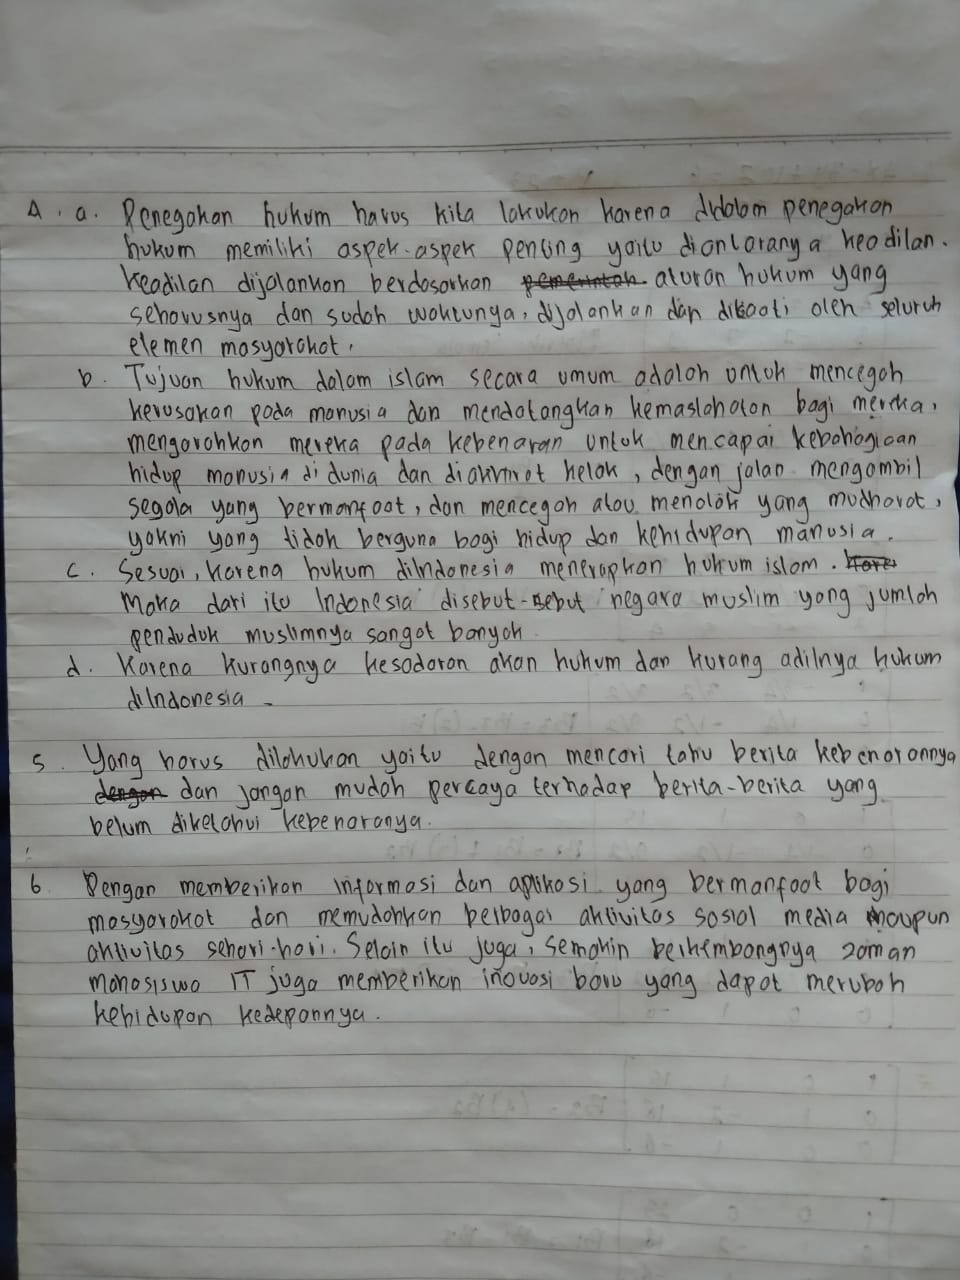 4. a. Penegakan hukum harus kita lakukan karena didalam penegakan
hukum memiliki aspek-aspek penting yaitu diantaranya keadilan.
Keadilan dijalankan berdasarkan pemerintah aturan hukum yang
seharusnya dan sudah waktunya, dijalankan dan ditaati oleh seluruh
elemen masyarakat.
b. Tujuan hukum dalam islam secara umum adalah untuk mencegah
kerusakan pada manusia dan mendatangkan kemaslahatan bagi mereka,
mengarahkan mereka pada kebenaran untuk mencapai kebahagiaan
hidup manusia di dunia dan diakhirat kelak, dengan jalan mengambil
segala yang bermanfaat, dan mencegah atau menolak yang mudharat,
yakni yang tidak berguna bagi hidup dan kehidupan manusia.
c. Sesuai, karena hukum diIndonesia menerapkan hukum islam.
Maka dari itu Indonesia disebut-sebut negara muslim yang jumlah
penduduk muslimnya sangat banyak
d. Karena kurangnya kesadaran akan hukum dan kurang adilnya hukum
diIndonesia
5. Yang harus dilakukan yaitu dengan mencari tahu berita kebenarannya
dengan dan jangan mudah percaya terhadap berita-berita yang
belum diketahui kebenaranya.
6 Dengan memberikan informasi dan aplikasi yang bermanfaat bagi
masyarakat dan memudahkan berbagai aktivitas sosial media maupun
aktivitas sehari-hari. Selain itu juga, semakin berkembangnya zaman
mahasiswa IT juga memberikan inovasi baru yang dapat merubah
kehidupan kedepannya.